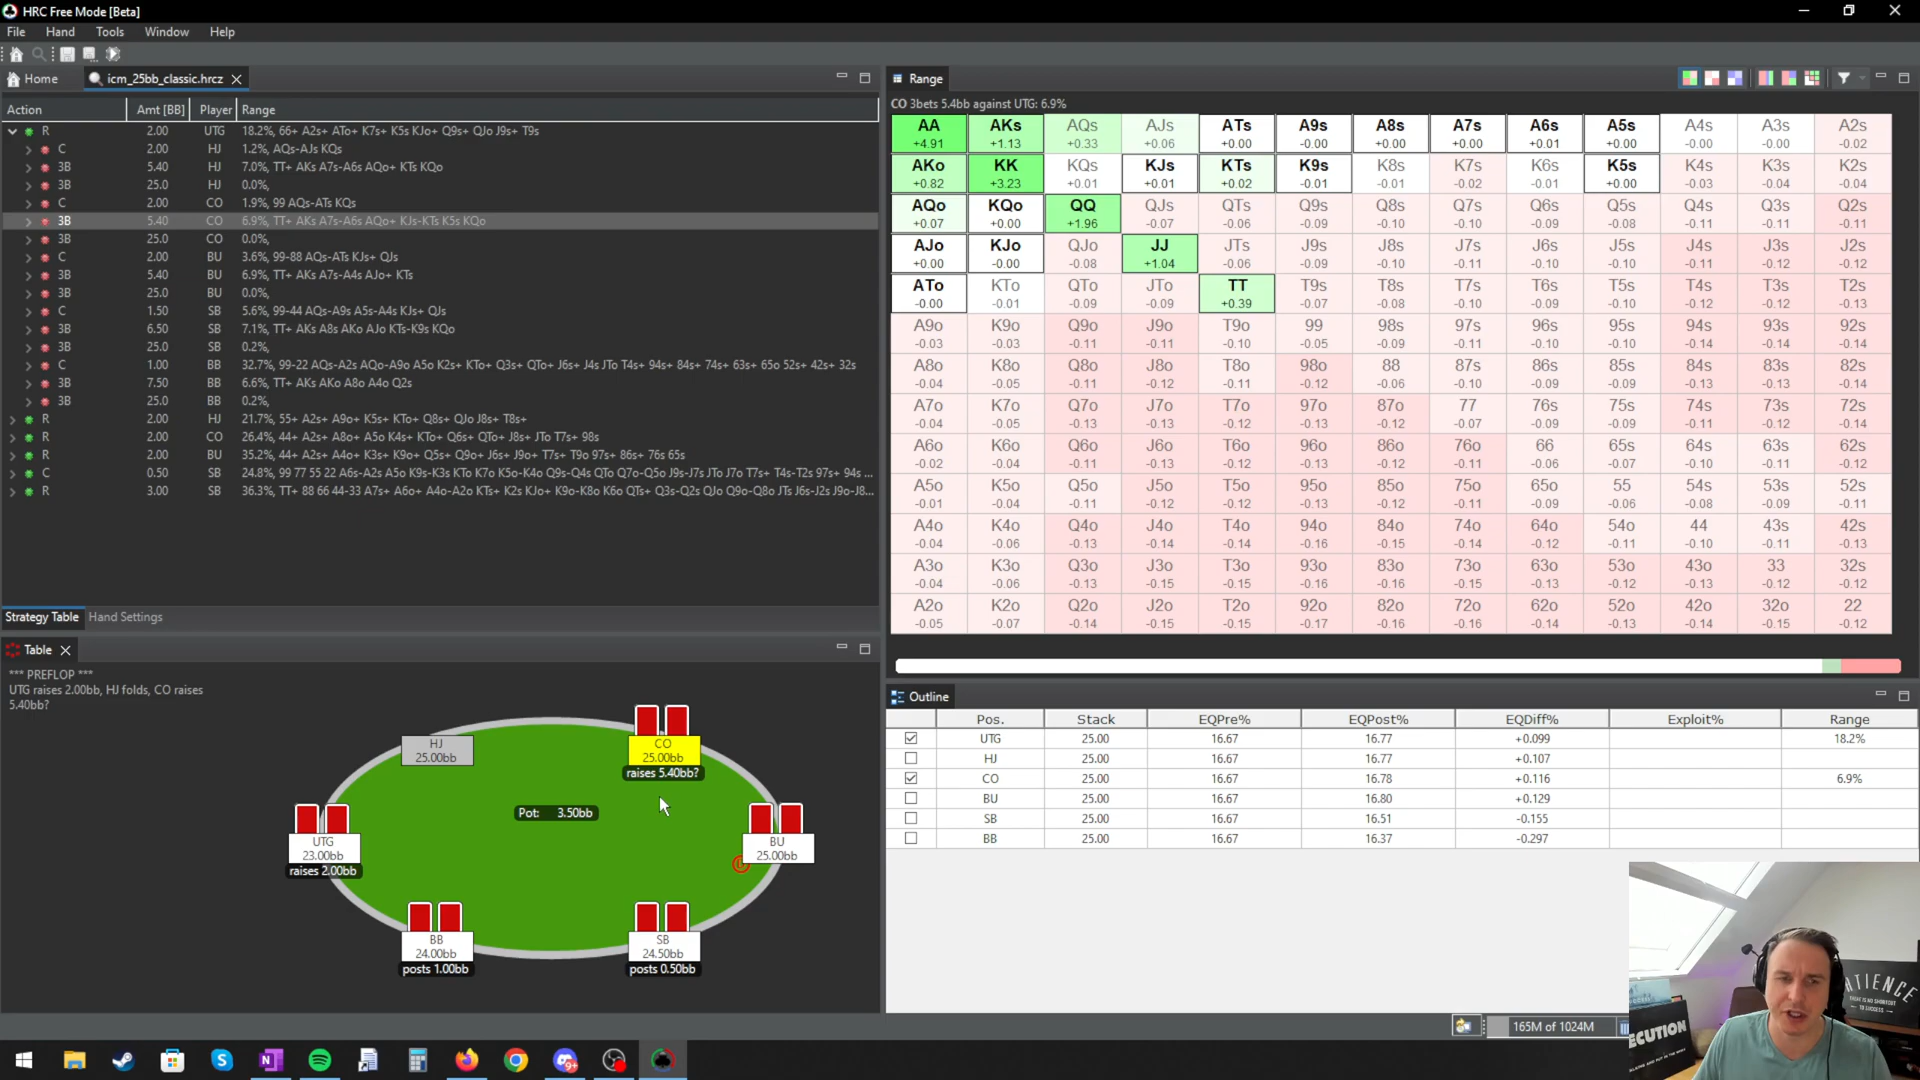 HRC Free Mode [Beta]
File Hand Tools Window Help
Home icm_25bb_classic.hrcz
Action Amt [BB] Player Range
R 2.00 UTG 18.2%, 66+ A2s+ ATo+ K7s+ K5s KJo+ Q9s+ QJo J9s+ T9s
C 2.00 HJ 1.2%, AQs-AJs KQs
3B 5.40 HJ 7.0%, TT+ AKs A7s-A6s AQo+ KTs KQo
3B 25.0 HJ 0.0%,
C 2.00 CO 1.9%, 99 AQs-ATs KQs
3B 5.40 CO 6.9%, TT+ AKs A7s-A6s AQo+ KJs-KTs K5s KQo
3B 25.0 CO 0.0%,
C 2.00 BU 3.6%, 99-88 AQs-ATs KJs+ QJs
3B 5.40 BU 6.9%, TT+ AKs A7s-A4s AJo+ KTs
3B 25.0 BU 0.0%,
C 1.50 SB 5.6%, 99-44 AQs-A9s A5s-A4s KJs+ QJs
3B 6.50 SB 7.1%, TT+ AKs A8s AKo AJo KTs-K9s KQo
3B 25.0 SB 0.2%,
C 1.00 BB 32.7%, 99-22 AQs-A2s AQo-A9o A5o K2s+ KTo+ Q3s+ QTo+ J6s+ J4s JTo T4s+ 94s+ 84s+ 74s+ 63s+ 65o 52s+ 42s+ 32s
3B 7.50 BB 6.6%, TT+ AKs AKo A8o A4o Q2s
3B 25.0 BB 0.2%,
R 2.00 HJ 21.7%, 55+ A2s+ A9o+ K5s+ KTo+ Q8s+ QJo J8s+ T8s+
R 2.00 CO 26.4%, 44+ A2s+ A8o+ A5o K4s+ KTo+ Q6s+ QTo+ J8s+ JTo T7s+ 98s
R 2.00 BU 35.2%, 44+ A2s+ A4o+ K3s+ K9o+ Q5s+ Q9o+ J6s+ J9o+ T7s+ T9o 97s+ 86s+ 76s 65s
C 0.50 SB 24.8%, 99 77 55 22 A6s-A2s A5o K9s-K3s KTo K7o K5o-K4o Q9s-Q4s QTo Q7o-Q5o J9s-J7s JTo J7o T7s+ T4s-T2s 97s+ 94s ...
R 3.00 SB 36.3%, TT+ 88 66 44-33 A7s+ A6o+ A4o-A2o KTs+ K2s KJo+ K9o-K8o K6o QTs+ Q3s-Q2s QJo Q9o-Q8o JTs J6s-J2s J9o-J8...
Strategy Table Hand Settings
Table
*** PREFLOP ***
UTG raises 2.00bb, HJ folds, CO raises
5.40bb?
HJ
25.00bb
CO
25.00bb
raises 5.40bb?
Pot: 3.50bb
UTG
23.00bb
raises 2.00bb
BU
25.00bb
BB
24.00bb
posts 1.00bb
SB
24.50bb
posts 0.50bb
Range
CO 3bets 5.4bb against UTG: 6.9%
AA AKs AQs AJs ATs A9s A8s A7s A6s A5s A4s A3s A2s
+4.91 +1.13 +0.33 +0.06 +0.00 -0.00 +0.00 +0.00 +0.01 +0.00 -0.00 -0.00 -0.02
AKo KK KQs KJs KTs K9s K8s K7s K6s K5s K4s K3s K2s
+0.82 +3.23 +0.01 +0.01 +0.02 -0.01 -0.01 -0.02 -0.01 +0.00 -0.03 -0.04 -0.04
AQo KQo QQ QJs QTs Q9s Q8s Q7s Q6s Q5s Q4s Q3s Q2s
+0.07 +0.00 +1.96 -0.07 -0.06 -0.09 -0.10 -0.10 -0.09 -0.08 -0.11 -0.11 -0.11
AJo KJo QJo JJ JTs J9s J8s J7s J6s J5s J4s J3s J2s
+0.00 -0.00 -0.08 +1.04 -0.06 -0.09 -0.10 -0.11 -0.10 -0.10 -0.11 -0.12 -0.12
ATo KTo QTo JTo TT T9s T8s T7s T6s T5s T4s T3s T2s
-0.00 -0.01 -0.09 -0.09 +0.39 -0.07 -0.08 -0.10 -0.09 -0.10 -0.12 -0.12 -0.13
A9o K9o Q9o J9o T9o 99 98s 97s 96s 95s 94s 93s 92s
-0.03 -0.03 -0.11 -0.11 -0.10 -0.05 -0.09 -0.11 -0.10 -0.10 -0.14 -0.14 -0.14
A8o K8o Q8o J8o T8o 98o 88 87s 86s 85s 84s 83s 82s
-0.04 -0.05 -0.11 -0.12 -0.11 -0.12 -0.06 -0.10 -0.09 -0.09 -0.13 -0.13 -0.14
A7o K7o Q7o J7o T7o 97o 87o 77 76s 75s 74s 73s 72s
-0.04 -0.05 -0.13 -0.13 -0.12 -0.13 -0.12 -0.07 -0.09 -0.09 -0.11 -0.12 -0.14
A6o K6o Q6o J6o T6o 96o 86o 76o 66 65s 64s 63s 62s
-0.02 -0.04 -0.11 -0.12 -0.12 -0.13 -0.12 -0.11 -0.06 -0.07 -0.10 -0.11 -0.12
A5o K5o Q5o J5o T5o 95o 85o 75o 65o 55 54s 53s 52s
-0.01 -0.04 -0.11 -0.12 -0.12 -0.13 -0.12 -0.11 -0.12 -0.06 -0.08 -0.09 -0.11
A4o K4o Q4o J4o T4o 94o 84o 74o 64o 54o 44 43s 42s
-0.04 -0.06 -0.13 -0.14 -0.14 -0.16 -0.15 -0.14 -0.12 -0.11 -0.10 -0.11 -0.13
A3o K3o Q3o J3o T3o 93o 83o 73o 63o 53o 43o 33 32s
-0.04 -0.06 -0.13 -0.15 -0.15 -0.16 -0.16 -0.15 -0.13 -0.12 -0.13 -0.12 -0.12
A2o K2o Q2o J2o T2o 92o 82o 72o 62o 52o 42o 32o 22
-0.05 -0.07 -0.14 -0.15 -0.15 -0.17 -0.16 -0.16 -0.14 -0.13 -0.14 -0.15 -0.12
Outline
Pos. Stack EQPre% EQPost% EQDiff% Exploit% Range
UTG 25.00 16.67 16.77 +0.099 18.2%
HJ 25.00 16.67 16.77 +0.107
CO 25.00 16.67 16.78 +0.116 6.9%
BU 25.00 16.67 16.80 +0.129
SB 25.00 16.67 16.51 -0.155
BB 25.00 16.67 16.37 -0.297
165M of 1024M
ATIENCE
ECUTION